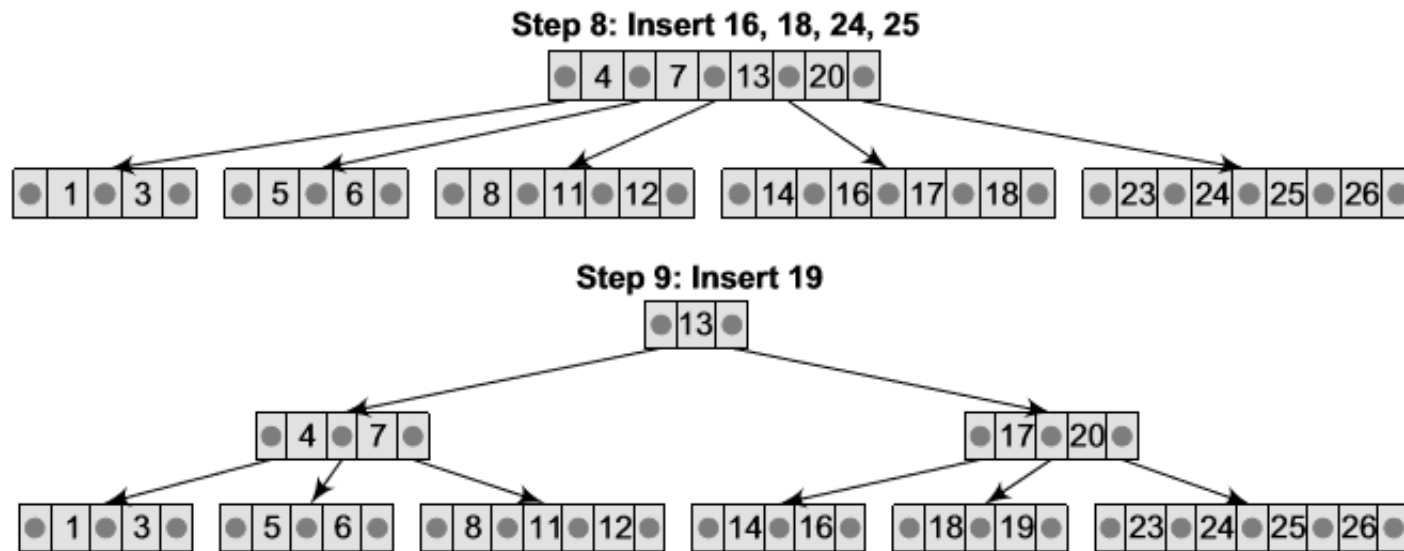 Step 8: Insert 16, 18, 24, 25
4 7 13 20
1 3 5 6 8 11 12 14 16 17 18 23 24 25 26
Step 9: Insert 19
13
4 7 17 20
1 3 5 6 8 11 12 14 16 18 19 23 24 25 26